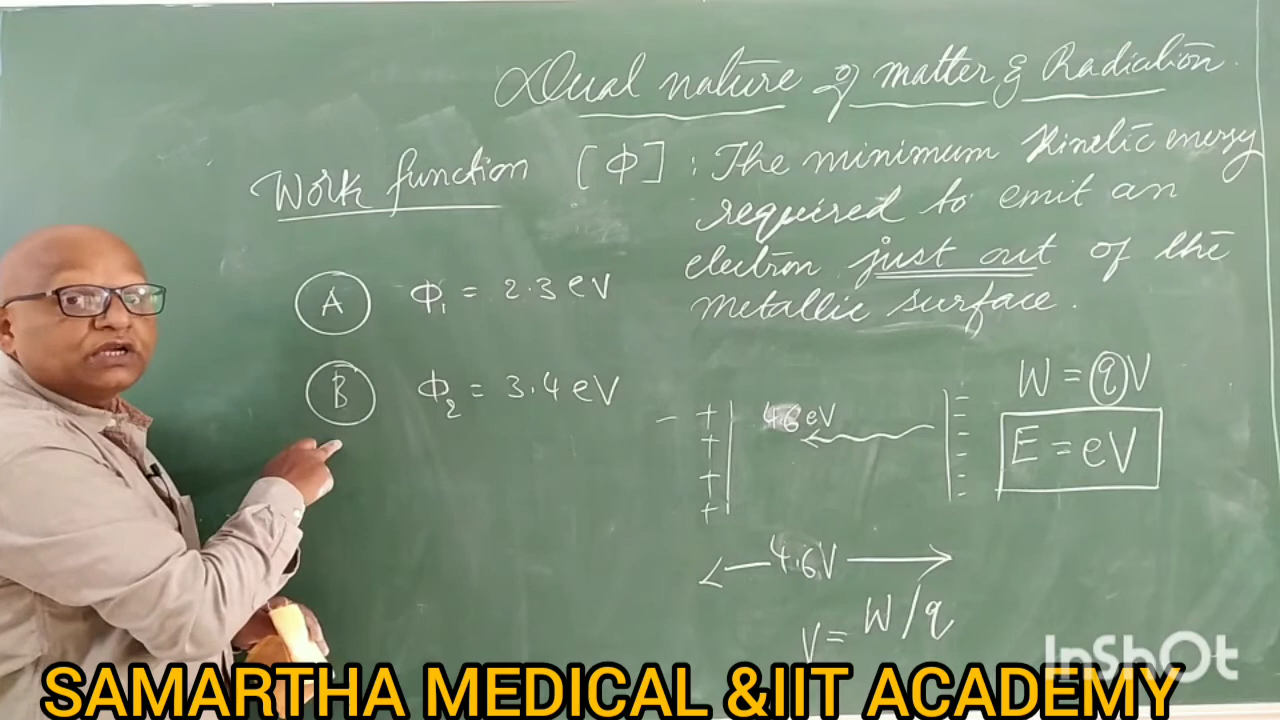 Dual nature of matter & Radiation.
Work function [Φ] : The minimum Kinetic energy
required to emit an
electron just out of the
metallic surface.
A Φ₁ = 2.3 eV
B Φ₂ = 3.4 eV
W = qV
E = eV
− +
+
+
+
4.6 eV
−
−
−
−
−
−
4.6V
V = W/q
InShOt
SAMARTHA MEDICAL &IIT ACADEMY